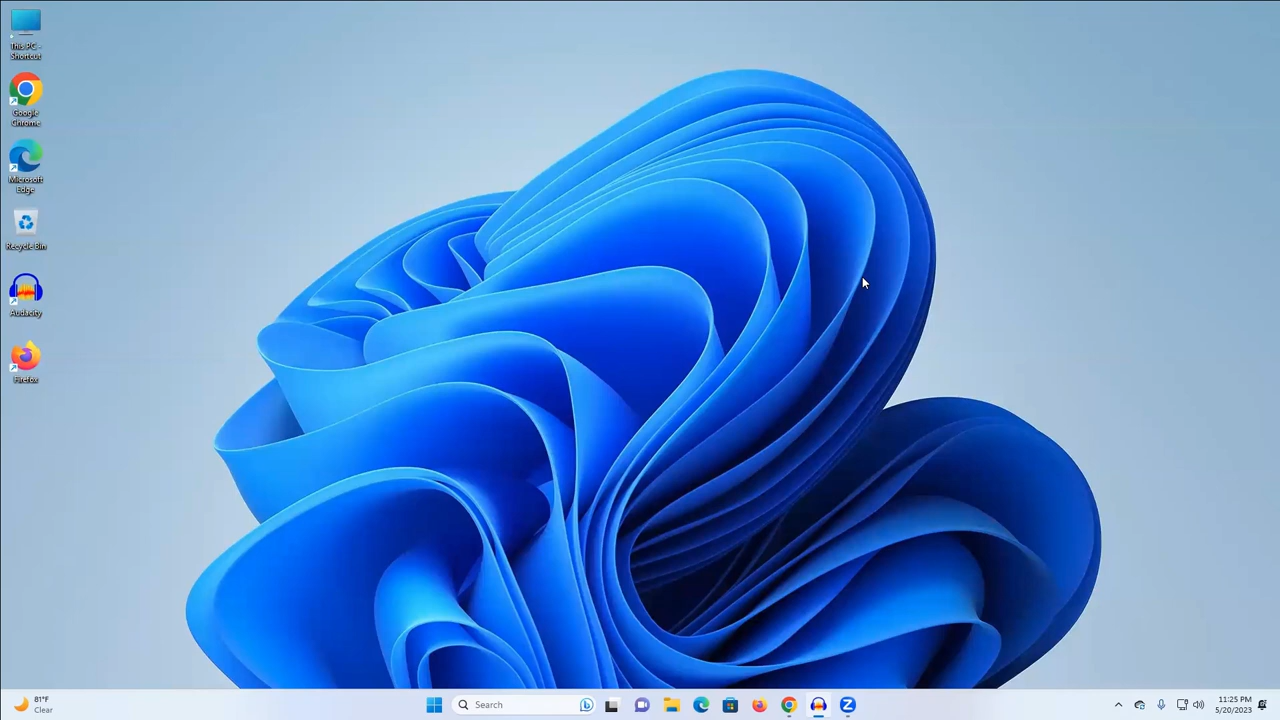 This PC -
Shortcut
Google
Chrome
Microsoft
Edge
Recycle Bin
Audacity
Firefox
81°F
Clear
Search
11:25 PM
5/20/2023